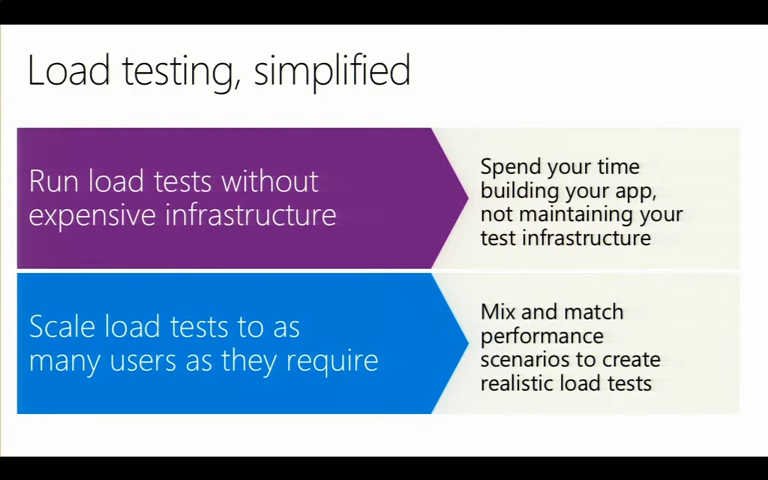 Load testing, simplified
Run load tests without
expensive infrastructure
Spend your time
building your app,
not maintaining your
test infrastructure
Scale load tests to as
many users as they require
Mix and match
performance
scenarios to create
realistic load tests